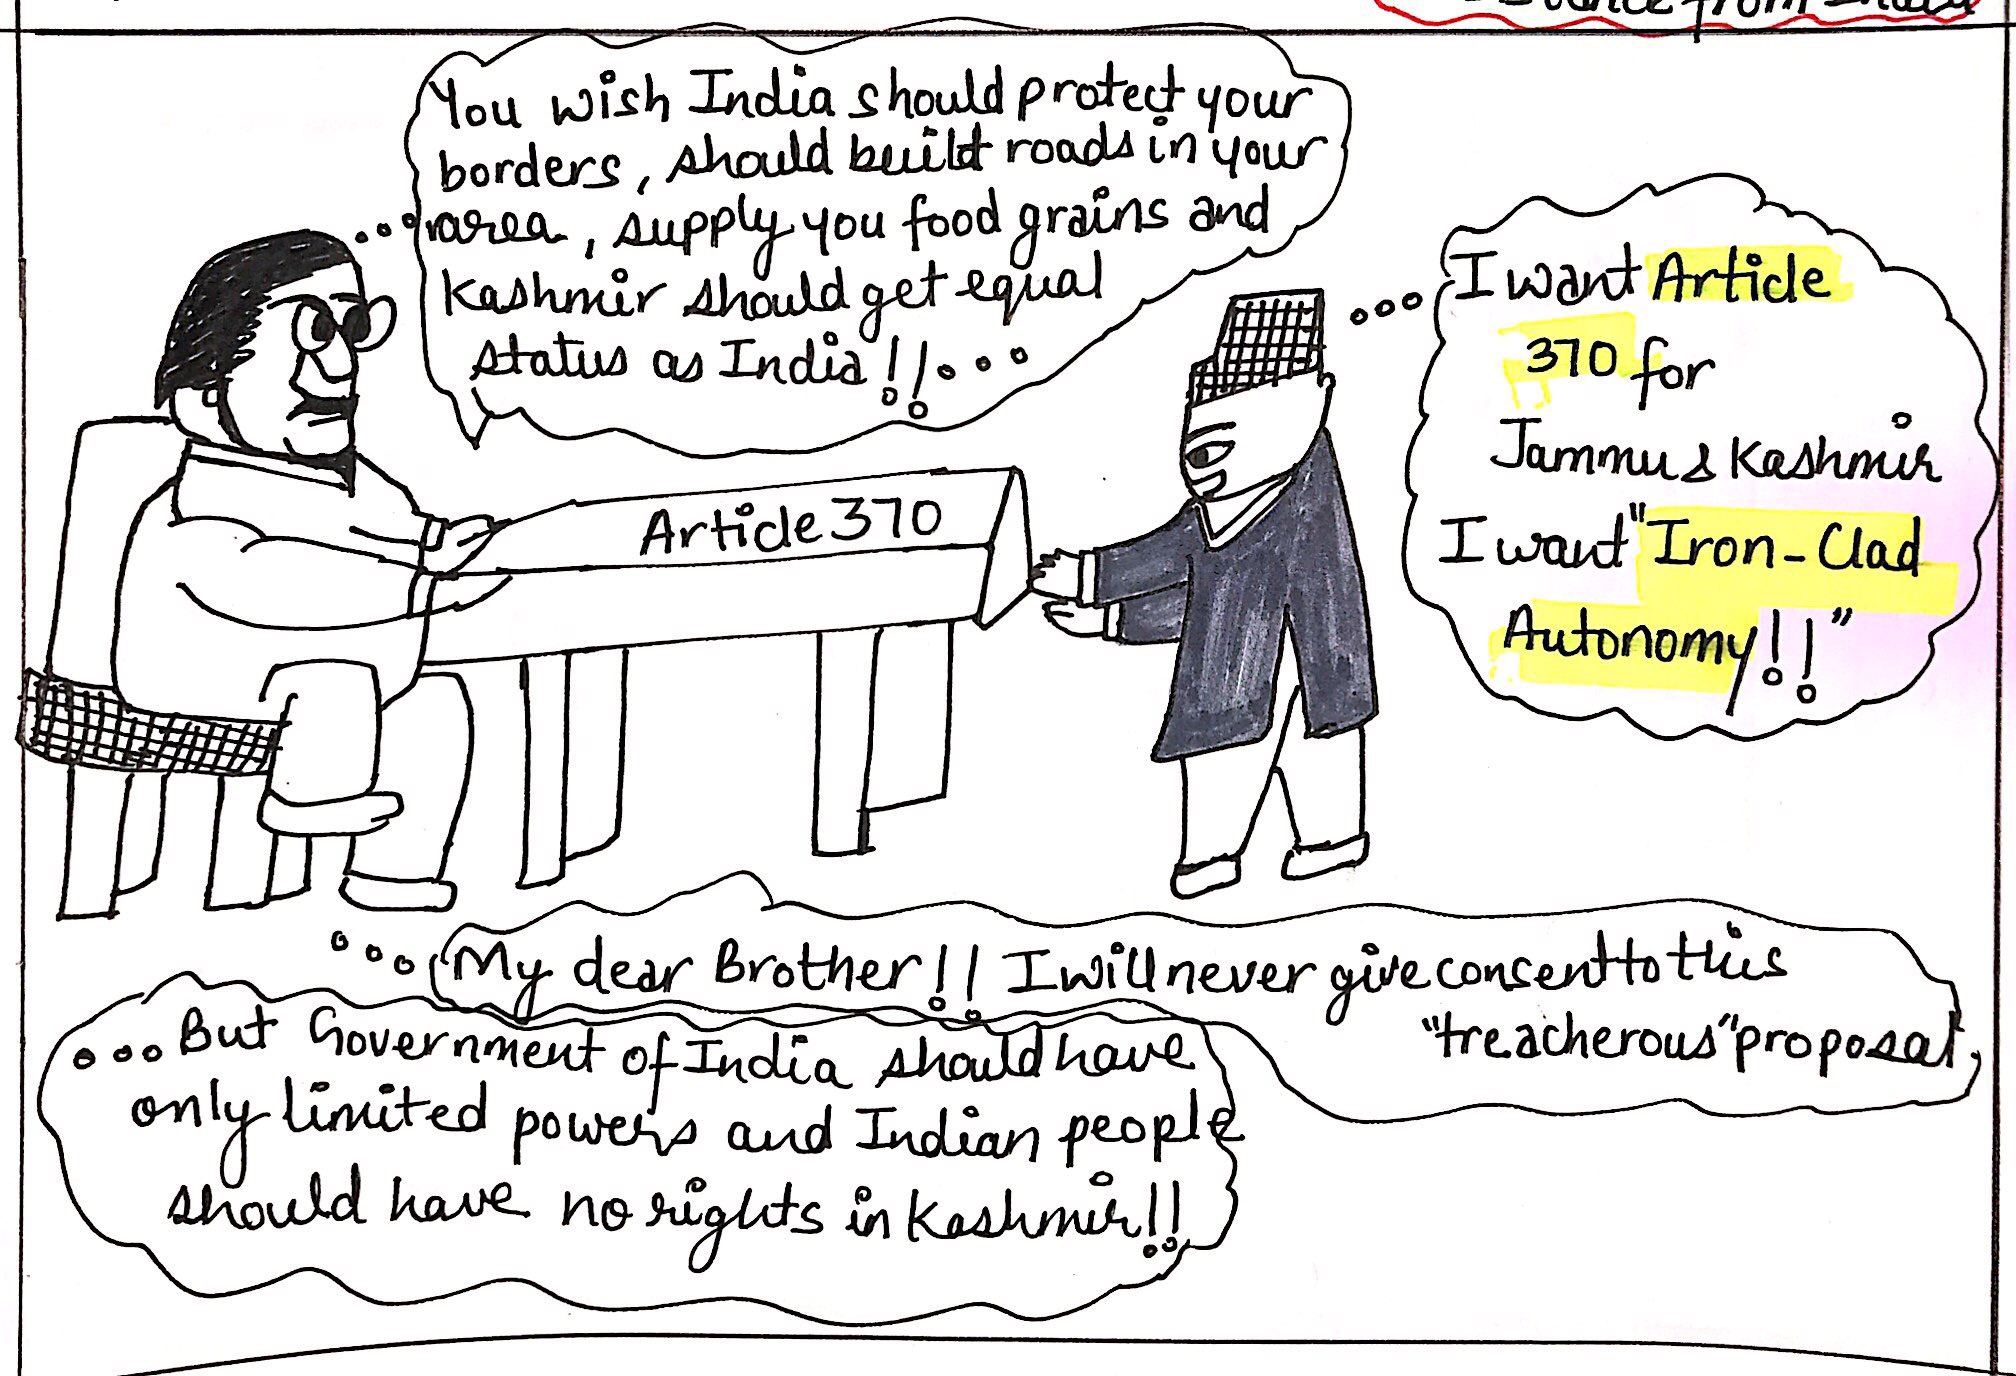 You wish India should protect your
borders, should built roads in your
area, supply you food grains and
Kashmir should get equal
status as India!!...
I want Article
370 for
Jammu & Kashmir
I want "Iron-Clad
Autonomy!!"
Article 370
...My dear Brother!! I will never give consent to this
"treacherous" proposal.
...But Government of India should have
only limited powers and Indian people
should have no rights in Kashmir!!